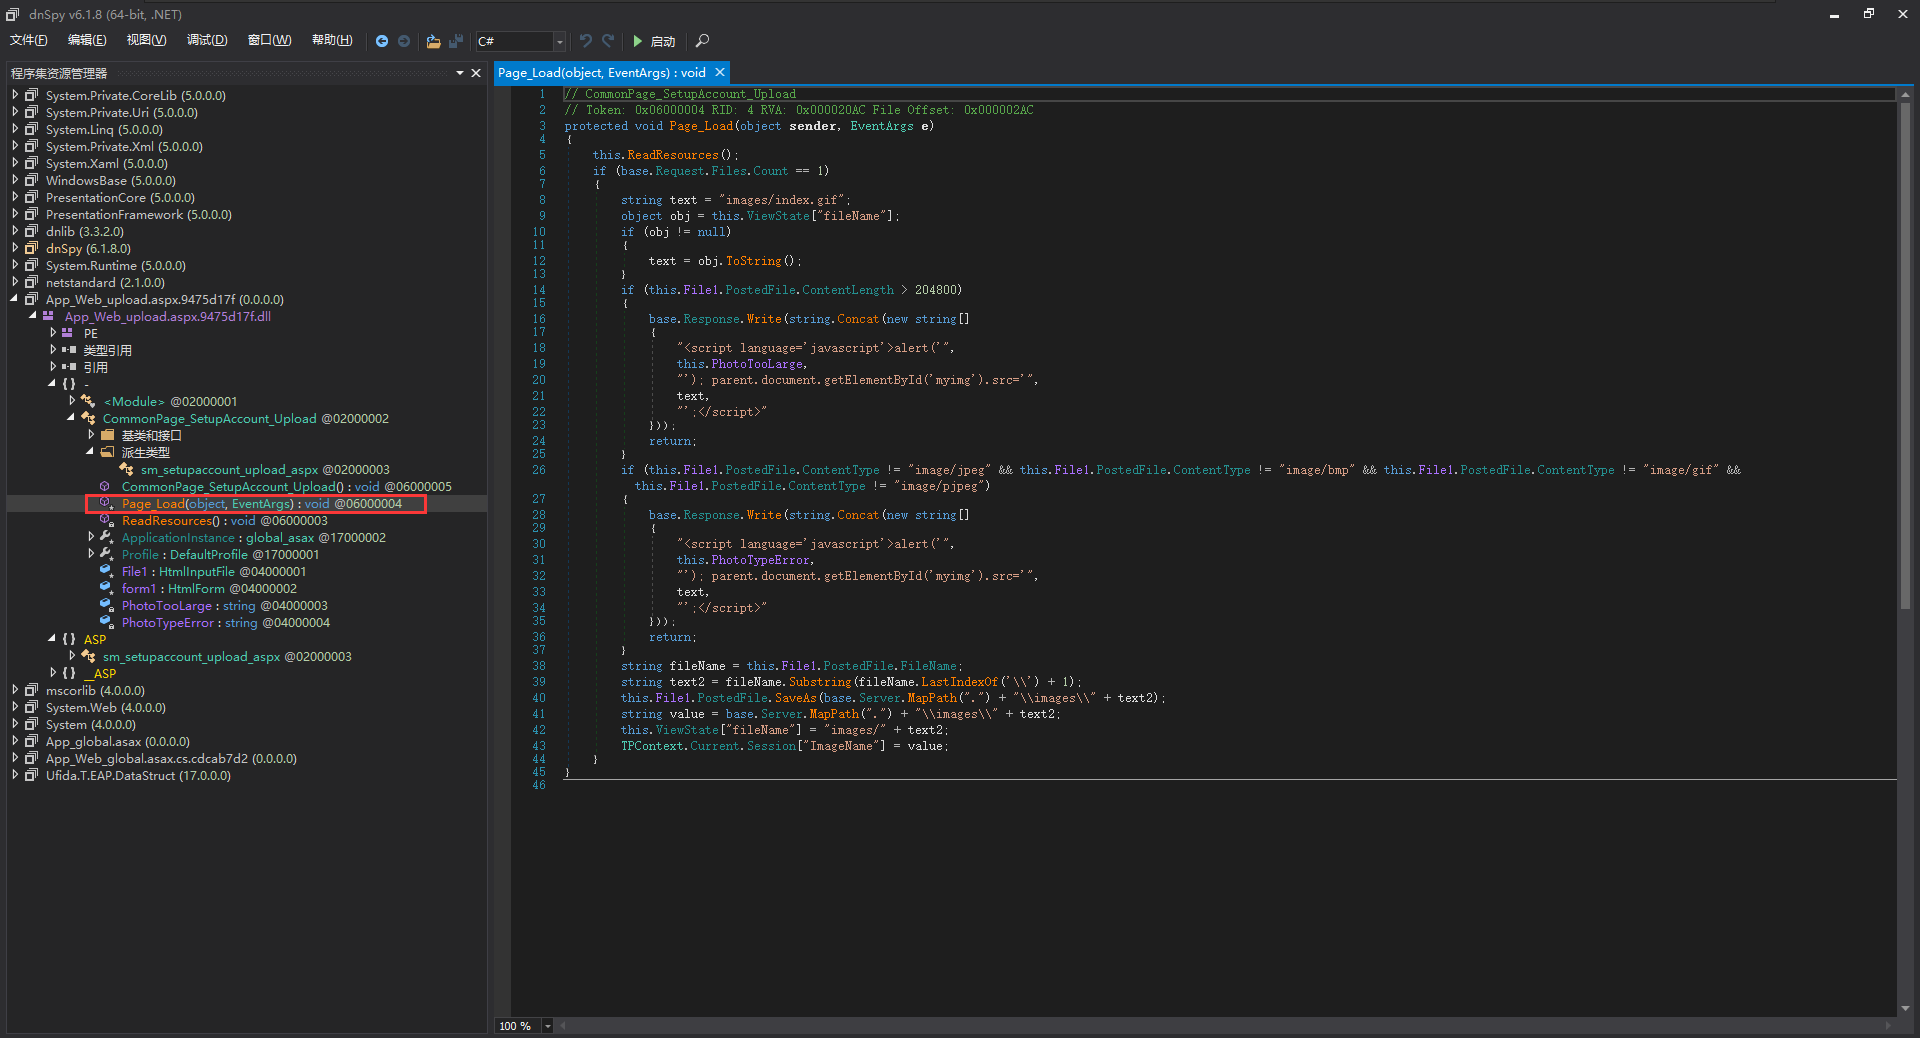 dnSpy v6.1.8 (64-bit, .NET)
文件(F) 编辑(E) 视图(V) 调试(D) 窗口(W) 帮助(H) C# 启动
程序集资源管理器
System.Private.CoreLib (5.0.0.0)
System.Private.Uri (5.0.0.0)
System.Linq (5.0.0.0)
System.Private.Xml (5.0.0.0)
System.Xaml (5.0.0.0)
WindowsBase (5.0.0.0)
PresentationCore (5.0.0.0)
PresentationFramework (5.0.0.0)
dnlib (3.3.2.0)
dnSpy (6.1.8.0)
System.Runtime (5.0.0.0)
netstandard (2.1.0.0)
App_Web_upload.aspx.9475d17f (0.0.0.0)
App_Web_upload.aspx.9475d17f.dll
PE
类型引用
引用
{} -
<Module> @02000001
CommonPage_SetupAccount_Upload @02000002
基类和接口
派生类型
sm_setupaccount_upload_aspx @02000003
CommonPage_SetupAccount_Upload() : void @06000005
Page_Load(object, EventArgs) : void @06000004
ReadResources() : void @06000003
ApplicationInstance : global_asax @17000002
Profile : DefaultProfile @17000001
File1 : HtmlInputFile @04000001
form1 : HtmlForm @04000002
PhotoTooLarge : string @04000003
PhotoTypeError : string @04000004
{} ASP
sm_setupaccount_upload_aspx @02000003
{} __ASP
mscorlib (4.0.0.0)
System.Web (4.0.0.0)
System (4.0.0.0)
App_global.asax (0.0.0.0)
App_Web_global.asax.cs.cdcab7d2 (0.0.0.0)
Ufida.T.EAP.DataStruct (17.0.0.0)
Page_Load(object, EventArgs) : void
1 // CommonPage_SetupAccount_Upload
2 // Token: 0x06000004 RID: 4 RVA: 0x000020AC File Offset: 0x000002AC
3 protected void Page_Load(object sender, EventArgs e)
4 {
5 this.ReadResources();
6 if (base.Request.Files.Count == 1)
7 {
8 string text = "images/index.gif";
9 object obj = this.ViewState["fileName"];
10 if (obj != null)
11 {
12 text = obj.ToString();
13 }
14 if (this.File1.PostedFile.ContentLength > 204800)
15 {
16 base.Response.Write(string.Concat(new string[]
17 {
18 "<script language='javascript'>alert('",
19 this.PhotoTooLarge,
20 "'); parent.document.getElementById('myimg').src='",
21 text,
22 "';</script>"
23 }));
24 return;
25 }
26 if (this.File1.PostedFile.ContentType != "image/jpeg" && this.File1.PostedFile.ContentType != "image/bmp" && this.File1.PostedFile.ContentType != "image/gif" &&
this.File1.PostedFile.ContentType != "image/pjpeg")
27 {
28 base.Response.Write(string.Concat(new string[]
29 {
30 "<script language='javascript'>alert('",
31 this.PhotoTypeError,
32 "'); parent.document.getElementById('myimg').src='",
33 text,
34 "';</script>"
35 }));
36 return;
37 }
38 string fileName = this.File1.PostedFile.FileName;
39 string text2 = fileName.Substring(fileName.LastIndexOf('\\') + 1);
40 this.File1.PostedFile.SaveAs(base.Server.MapPath(".") + "\\images\\" + text2);
41 string value = base.Server.MapPath(".") + "\\images\\" + text2;
42 this.ViewState["fileName"] = "images/" + text2;
43 TPContext.Current.Session["ImageName"] = value;
44 }
45 }
46
100 %